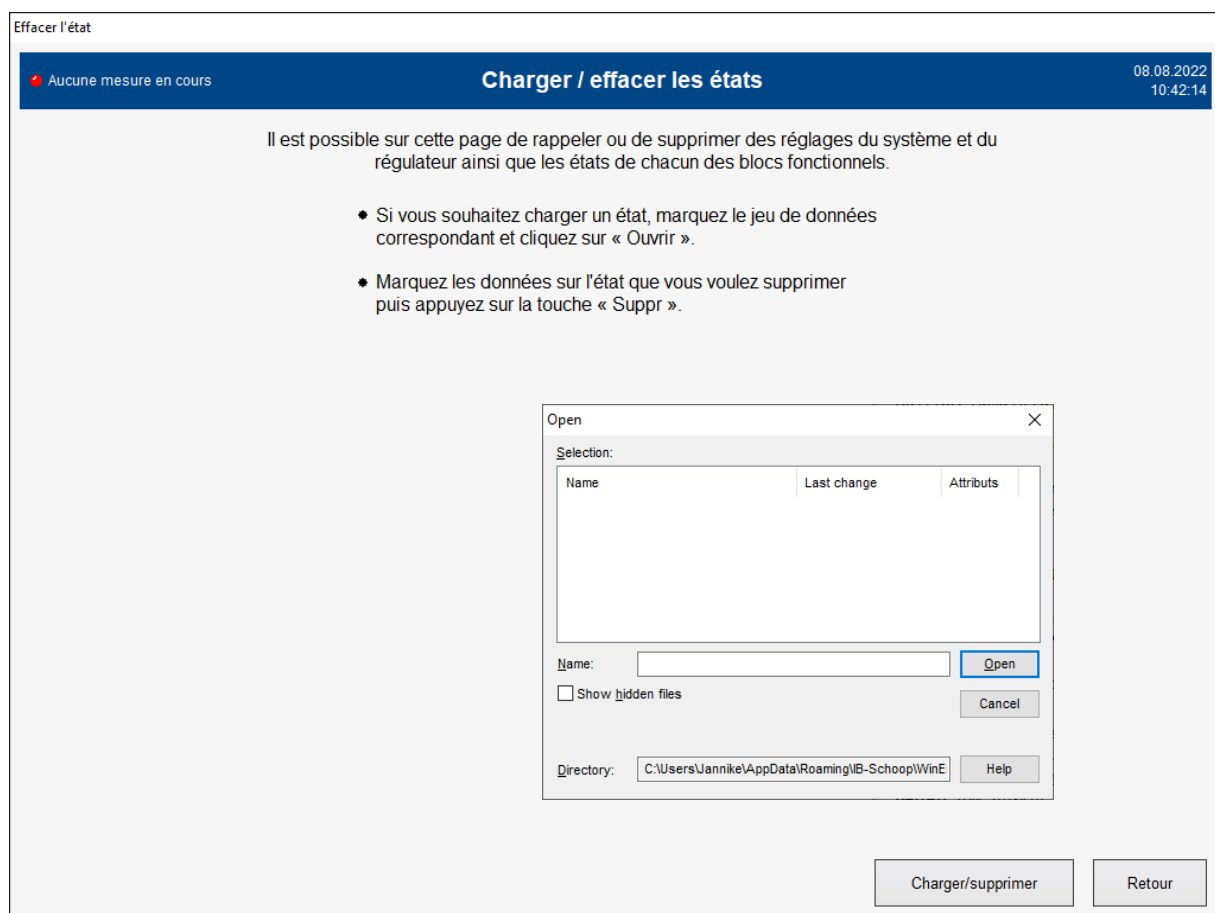 Effacer l'état
Aucune mesure en cours
Charger / effacer les états
08.08.2022
10:42:14
Il est possible sur cette page de rappeler ou de supprimer des réglages du système et du
régulateur ainsi que les états de chacun des blocs fonctionnels.
Si vous souhaitez charger un état, marquez le jeu de données
correspondant et cliquez sur « Ouvrir ».
Marquez les données sur l'état que vous voulez supprimer
puis appuyez sur la touche « Suppr ».
Open
Selection:
Name Last change Attributs
Name: Open
Show hidden files
Cancel
Directory: C:\Users\Jannike\AppData\Roaming\IB-Schoop\WinE Help
Charger/supprimer Retour